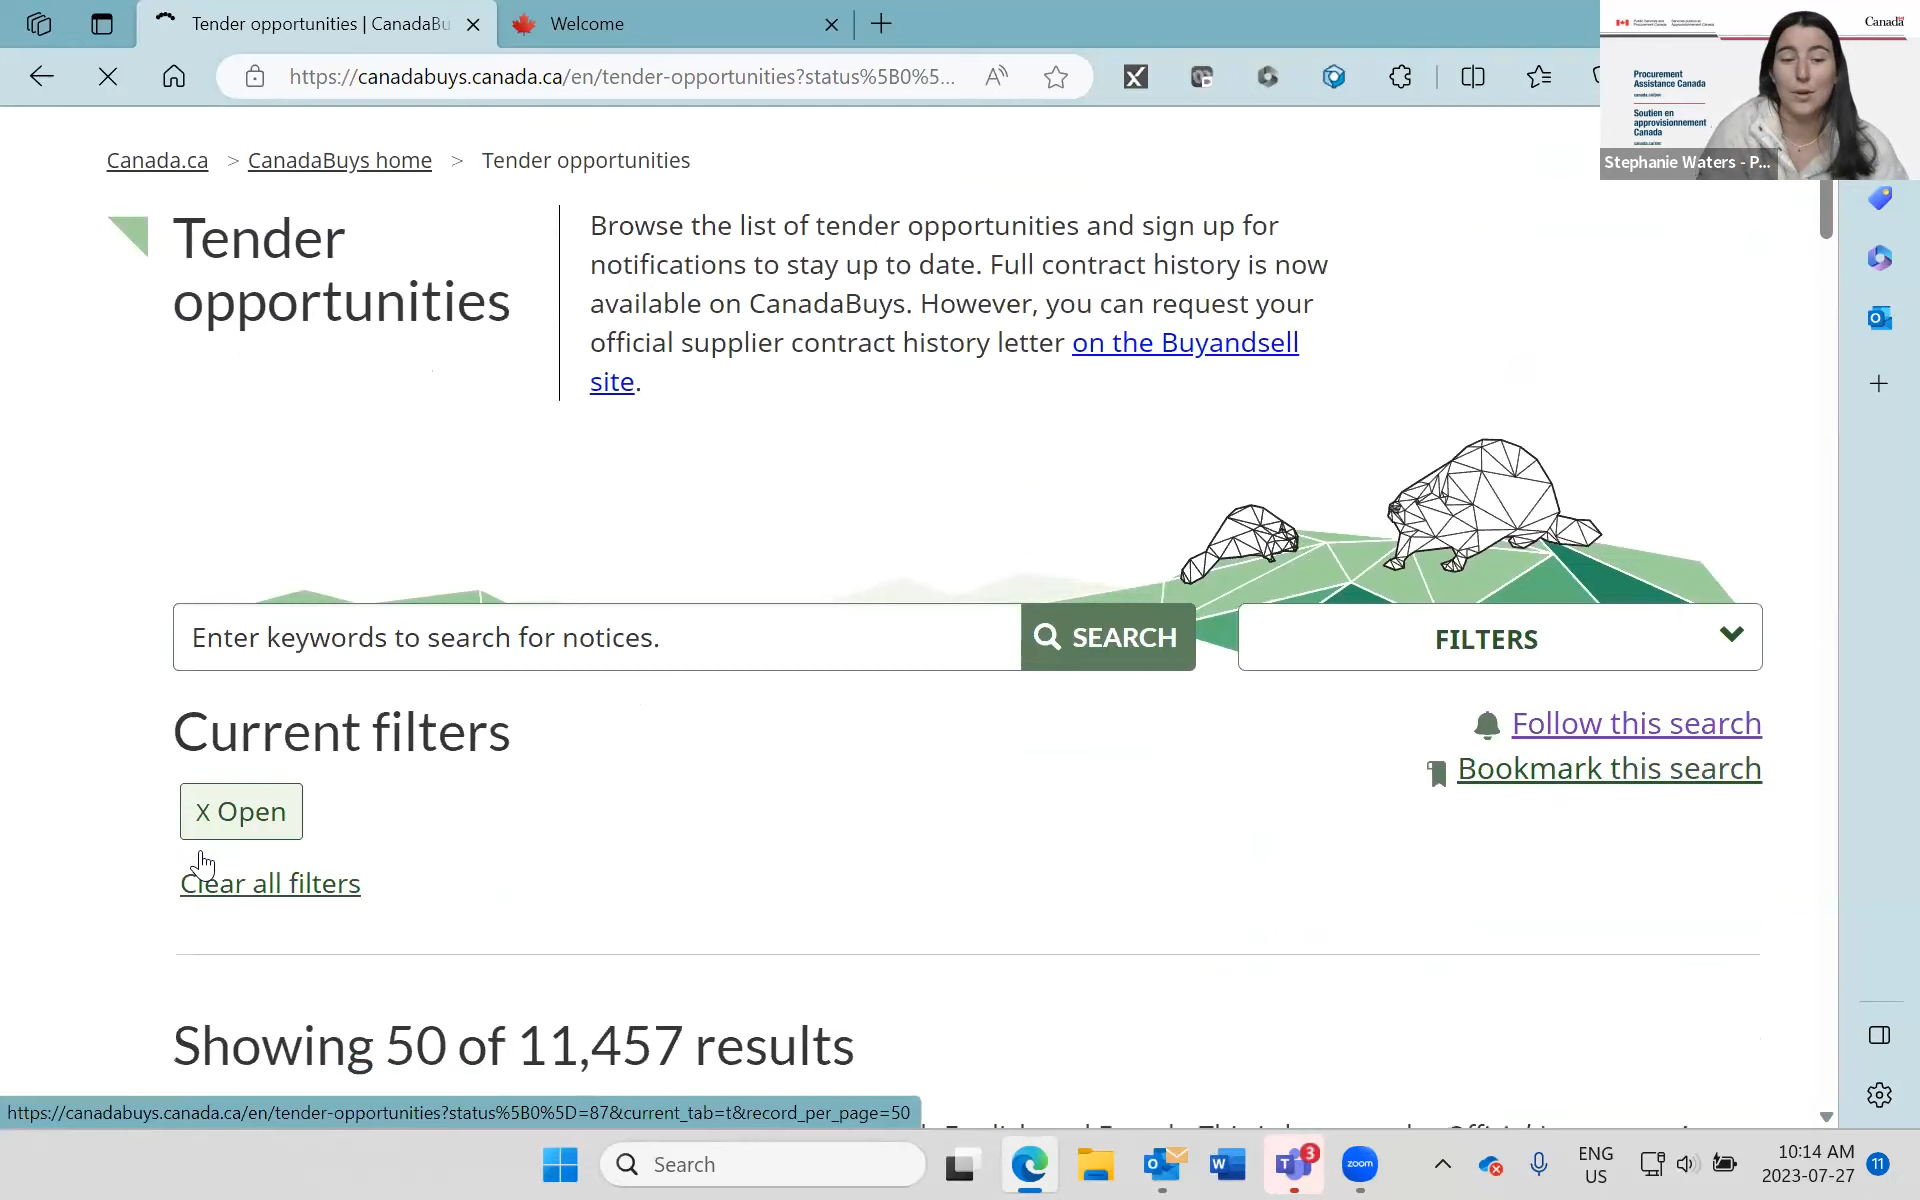 Tender opportunities | CanadaBu
Welcome
https://canadabuys.canada.ca/en/tender-opportunities?status%5B0%5...
Canada
Procurement
Assistance Canada
Soutien en
approvisionnement
Canada
Stephanie Waters - P...
Canada.ca > CanadaBuys home > Tender opportunities
Tender
opportunities
Browse the list of tender opportunities and sign up for
notifications to stay up to date. Full contract history is now
available on CanadaBuys. However, you can request your
official supplier contract history letter on the Buyandsell
site.
Enter keywords to search for notices.
SEARCH
FILTERS
Current filters
Follow this search
Bookmark this search
X Open
Clear all filters
Showing 50 of 11,457 results
https://canadabuys.canada.ca/en/tender-opportunities?status%5B0%5D=87&current_tab=t&record_per_page=50
Search
3
zoom
ENG
US
10:14 AM
2023-07-27
11